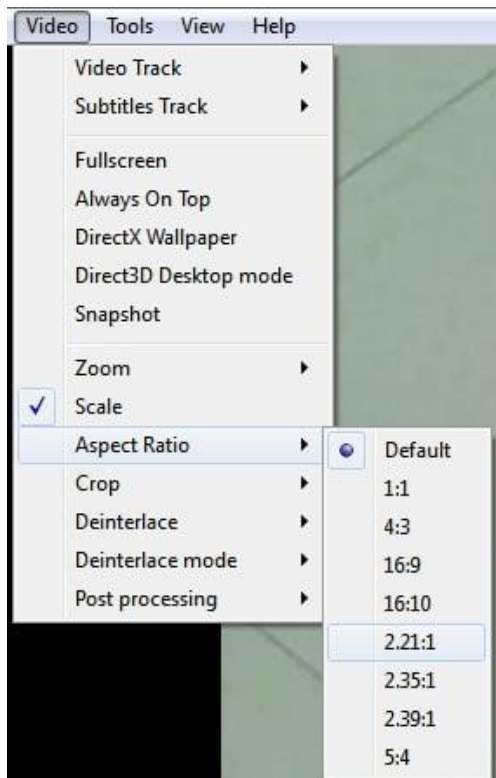 Video Tools View Help
Video Track
Subtitles Track
Fullscreen
Always On Top
DirectX Wallpaper
Direct3D Desktop mode
Snapshot
Zoom
Scale
Aspect Ratio
Crop
Deinterlace
Deinterlace mode
Post processing
Default
1:1
4:3
16:9
16:10
2.21:1
2.35:1
2.39:1
5:4